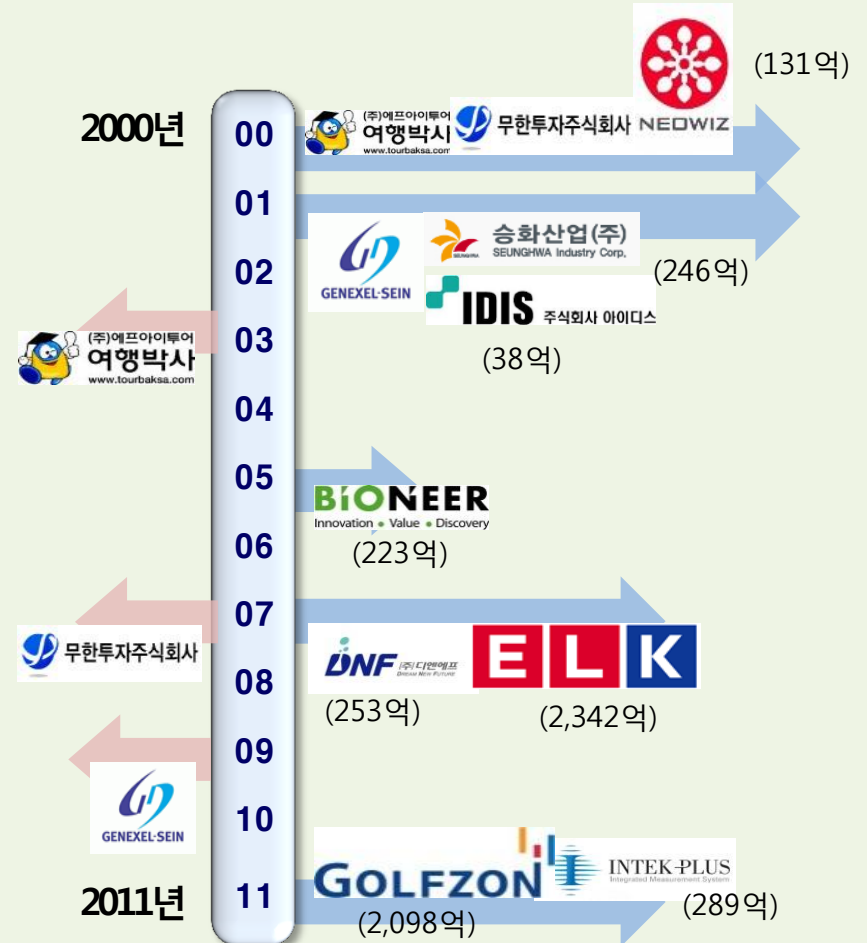 (131억)
2000년
00
(주)에프아이투어
여행박사
www.tourbaksa.com
무한투자주식회사
NEOWIZ
01
GENEXEL·SEIN
승화산업(주)
SEUNGHWA
SEUNGHWA Industry Corp.
02
(246억)
IDIS 주식회사 아이디스
(주)에프아이투어
여행박사
www.tourbaksa.com
03
(38억)
04
05
BIONEER
Innovation • Value • Discovery
06
(223억)
07
무한투자주식회사
DNF (주)디엔에프
DREAM NEW FUTURE
ELK
08
(253억)
(2,342억)
09
GENEXEL·SEIN
10
GOLFZON
INTEK PLUS
Integrated Measurement System
2011년
11
(2,098억)
(289억)